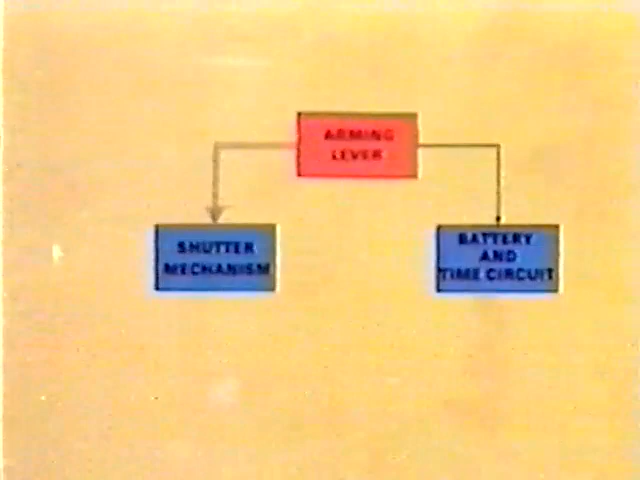 ARMING
LEVER
SHUTTER
MECHANISM
BATTERY
AND
TIME CIRCUIT